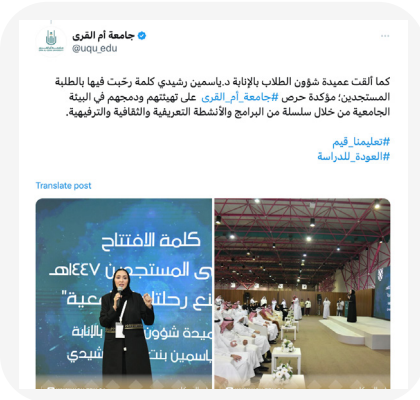 جامعة أم القرى
@uqu_edu
كما ألقت عميدة شؤون الطلاب بالإنابة د.ياسمين رشيدي كلمة رحّبت فيها بالطلبة
المستجدين؛ مؤكدة حرص #جامعة_أم_القرى على تهيئتهم ودمجهم في البيئة
الجامعية من خلال سلسلة من البرامج والأنشطة التعريفية والثقافية والترفيهية.
#تعليمنا_قيم
#العودة_للدراسة
Translate post
كلمة الافتتاح
المستجدين ١٤٤٧هـ
عميدة شؤون بالإنابة
ياسمين بنت شيدي